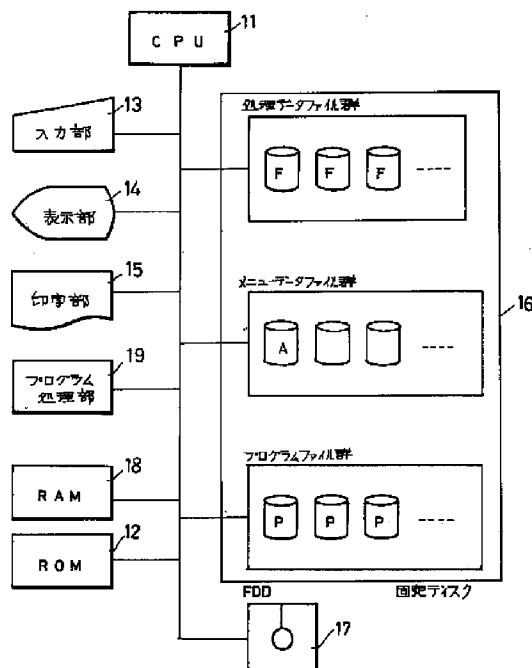 11
CPU
13
入力部
14
表示部
15
印字部
19
プログラム
処理部
18
RAM
12
ROM
処理データファイル群
F F F ----
メニューデータファイル群
A ----
16
プログラムファイル群
P P P ----
FDD
固定ディスク
17